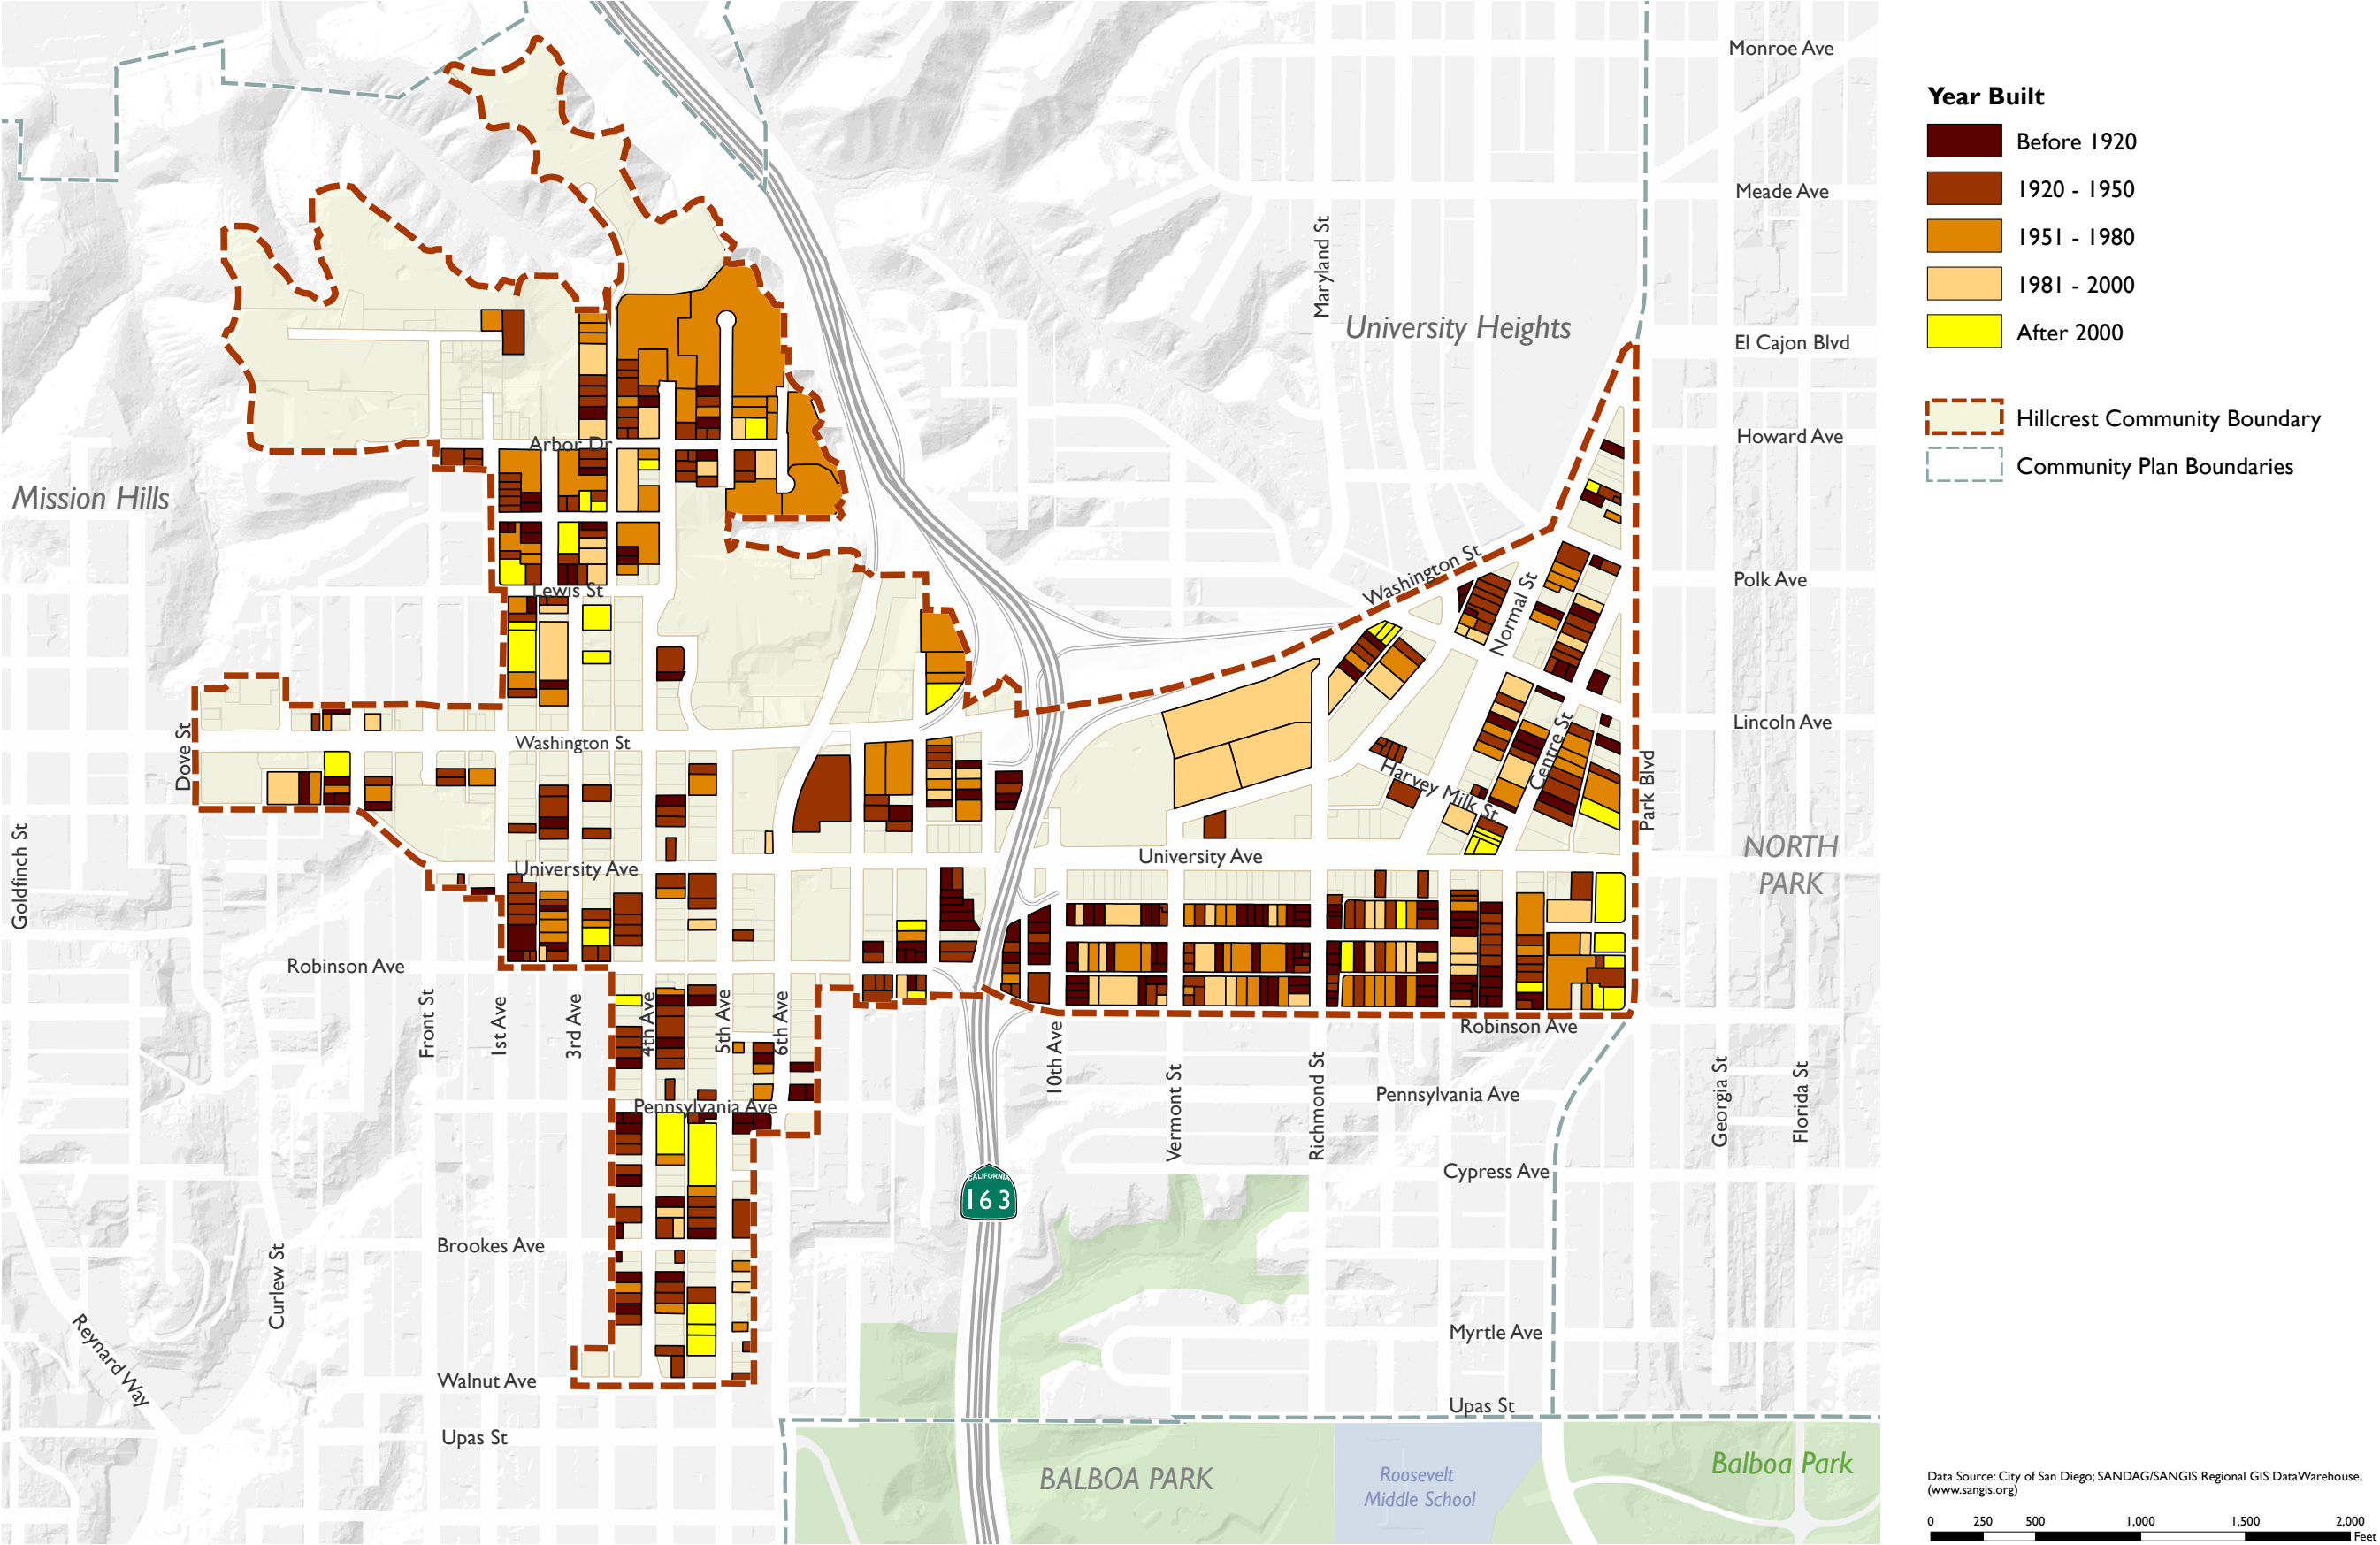 Monroe Ave
Meade Ave
Maryland St
University Heights
El Cajon Blvd
Howard Ave
Arbor Dr
Mission Hills
Washington St
Polk Ave
Lewis St
Normal St
Lincoln Ave
Dove St
Washington St
Centre St
Park Blvd
Harvey Milk St
Goldfinch St
University Ave
University Ave
NORTH
PARK
Robinson Ave
Front St
1st Ave
3rd Ave
4th Ave
5th Ave
6th Ave
10th Ave
Robinson Ave
Vermont St
Richmond St
Pennsylvania Ave
Pennsylvania Ave
Georgia St
Florida St
Cypress Ave
CALIFORNIA
163
Brookes Ave
Curlew St
Reynard Way
Myrtle Ave
Walnut Ave
Upas St
Upas St
BALBOA PARK
Roosevelt
Middle School
Balboa Park
Year Built
Before 1920
1920 - 1950
1951 - 1980
1981 - 2000
After 2000
Hillcrest Community Boundary
Community Plan Boundaries
Data Source: City of San Diego; SANDAG/SANGIS Regional GIS DataWarehouse,
(www.sangis.org)
0 250 500 1,000 1,500 2,000
Feet